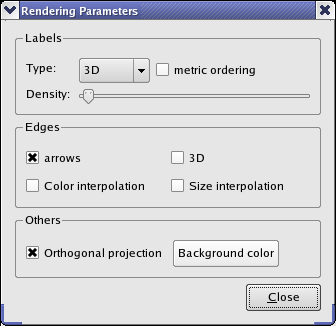 Rendering Parameters
Labels
Type: 3D metric ordering
Density:
Edges
arrows 3D
Color interpolation Size interpolation
Others
Orthogonal projection Background color
Close